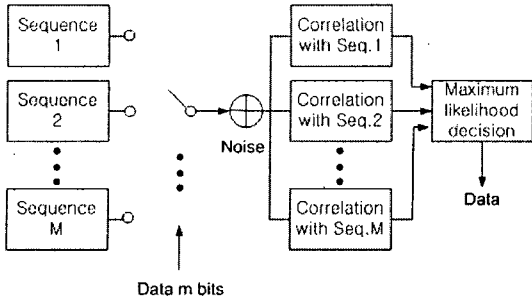 Sequence
1
Sequence
2
Sequence
M
Data m bits
Noise
Correlation
with Seq.1
Correlation
with Seq.2
Correlation
with Seq.M
Maximum
likelihood
decision
Data